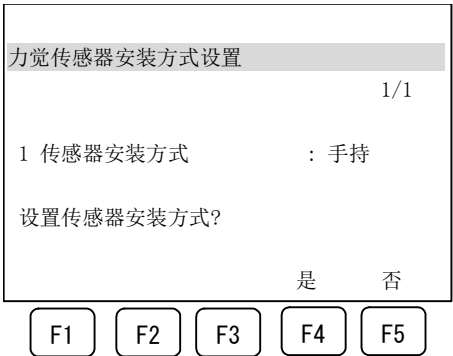 力觉传感器安装方式设置
1/1
1 传感器安装方式 : 手持
设置传感器安装方式?
是 否
F1 F2 F3 F4 F5